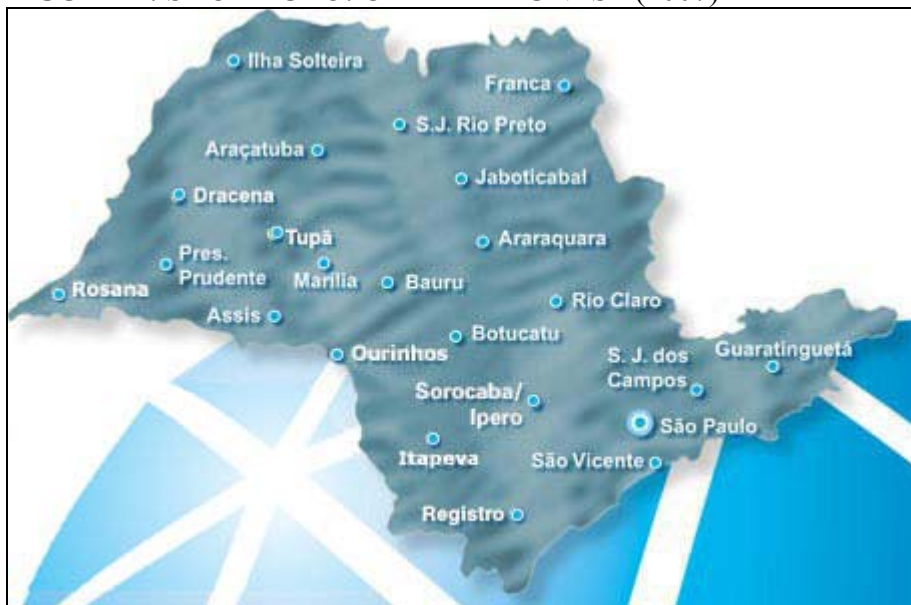 Ilha Solteira
Franca
S.J. Rio Preto
Araçatuba
Jaboticabal
Dracena
Tupã
Araraquara
Pres.
Prudente
Marília
Bauru
Rosana
Rio Claro
Assis
Botucatu
Ourinhos
S. J. dos
Campos
Guaratinguetá
Sorocaba/
Ipero
São Paulo
Itapeva
São Vicente
Registro